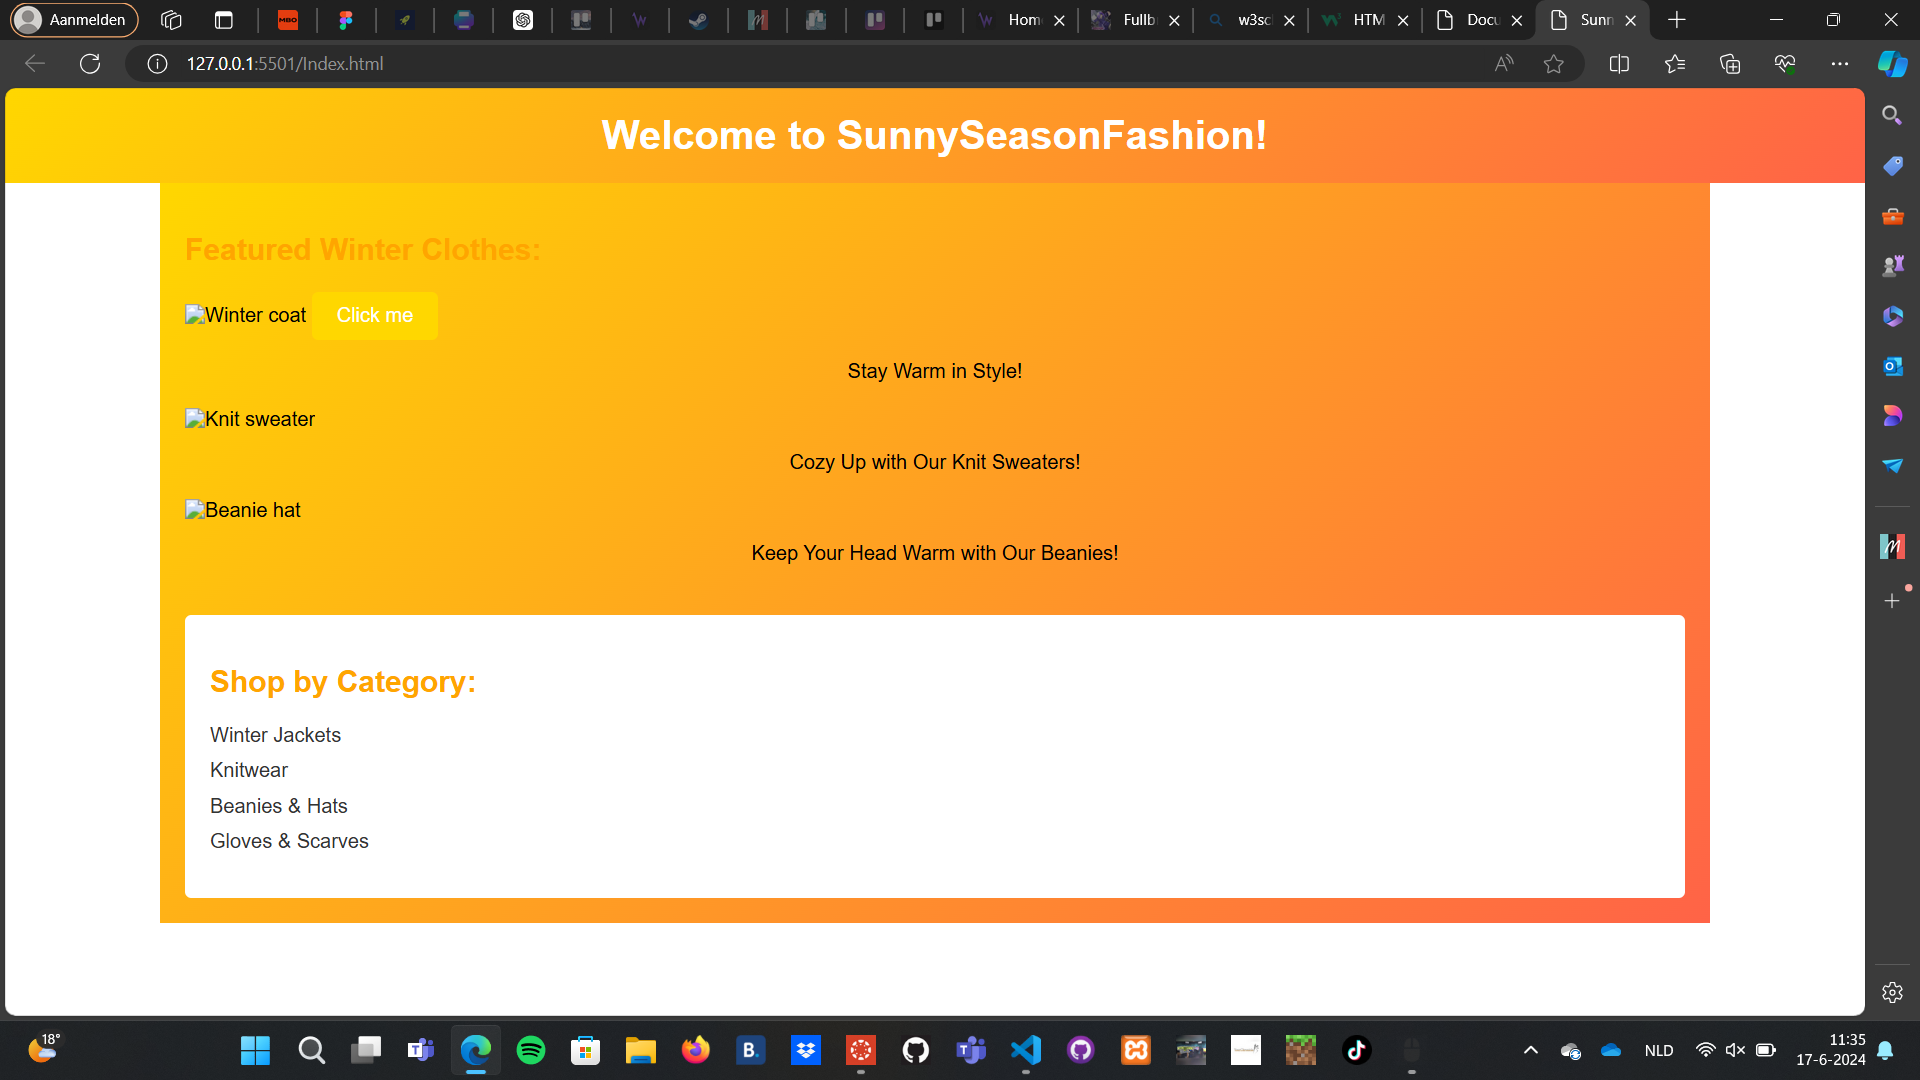 Aanmelden
MBO
Home
Fullb
w3scl
HTM
Docu
Sunn
127.0.0.1:5501/Index.html
Welcome to SunnySeasonFashion!
Featured Winter Clothes:
Winter coat
Click me
Stay Warm in Style!
Knit sweater
Cozy Up with Our Knit Sweaters!
Beanie hat
Keep Your Head Warm with Our Beanies!
Shop by Category:
Winter Jackets
Knitwear
Beanies & Hats
Gloves & Scarves
18°
B.
NLD
11:35
17-6-2024